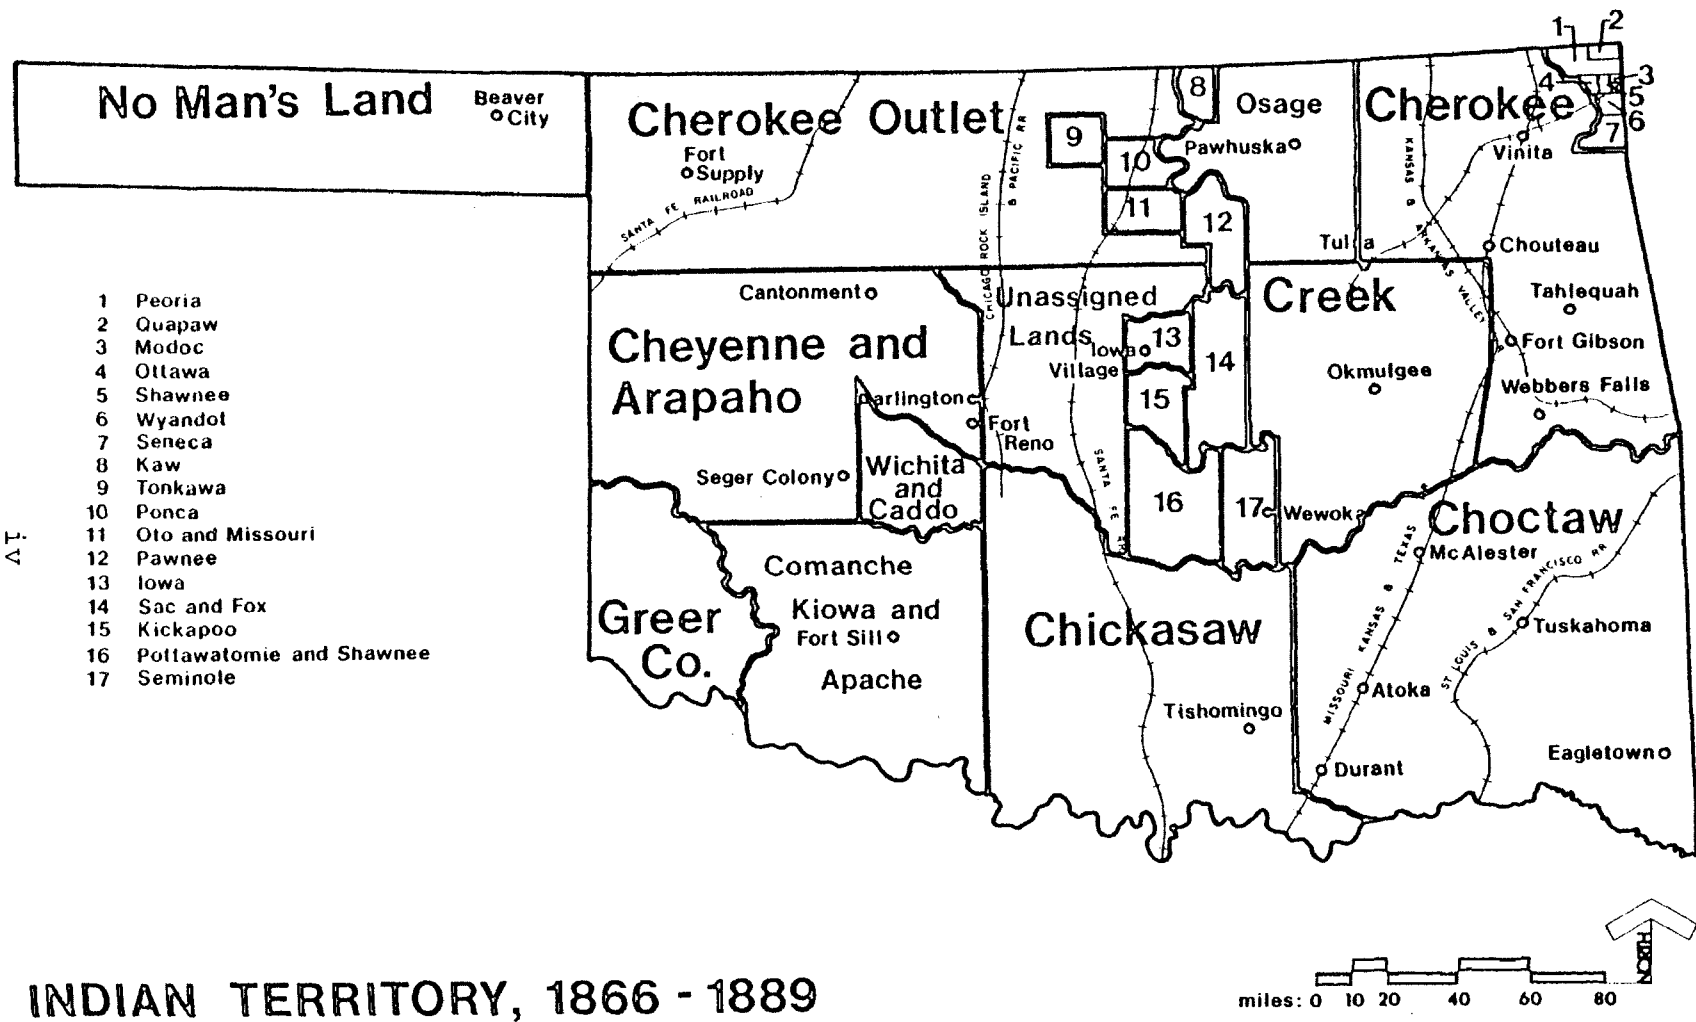 1 2
No Man's Land
Beaver
City
Cherokee Outlet
Fort
Supply
SANTA FE RAILROAD
CHICAGO ROCK ISLAND
& PACIFIC RR
8
9
10
11
12
Osage
Pawhuska
Cherokee
4 3
5
6
7
Vinita
KANSAS & ARKANSAS VALLEY
Tul a
Chouteau
Tahlequah
Fort Gibson
Webbers Falls
Creek
Okmulgee
Cantonment
Unassigned
Lands
Iowa
Village
13
14
15
16
17
Wewoka
Cheyenne and
Arapaho
Darlington
Fort
Reno
Seger Colony
Wichita
and
Caddo
SANTA FE RR
Greer
Co.
Comanche
Kiowa and
Fort Sill
Apache
Chickasaw
Tishomingo
Choctaw
McAlester
MISSOURI KANSAS & TEXAS
ST LOUIS & SAN FRANCISCO RR
Tuskahoma
Atoka
Durant
Eagletown
1 Peoria
2 Quapaw
3 Modoc
4 Ottawa
5 Shawnee
6 Wyandot
7 Seneca
8 Kaw
9 Tonkawa
10 Ponca
11 Oto and Missouri
12 Pawnee
13 Iowa
14 Sac and Fox
15 Kickapoo
16 Pottawatomie and Shawnee
17 Seminole
INDIAN TERRITORY, 1866 - 1889
NORTH
miles: 0 10 20 40 60 80